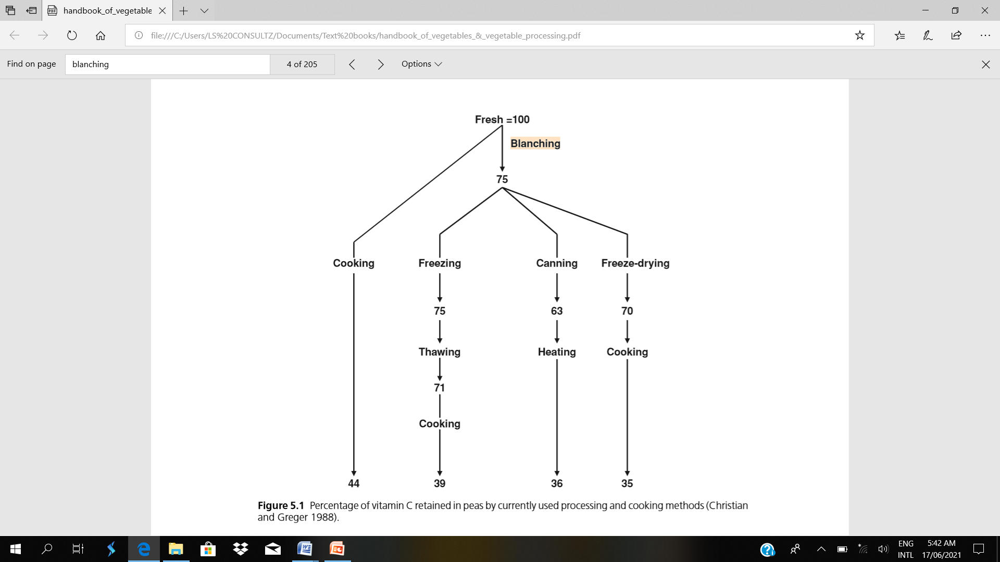 handbook_of_vegetable
file:///C:/Users/LS%20CONSULTZ/Documents/Text%20books/handbook_of_vegetables_&_vegetable_processing.pdf
Find on page
blanching
4 of 205
Options
Fresh =100
Blanching
75
Cooking Freezing Canning Freeze-drying
75 63 70
Thawing Heating Cooking
71
Cooking
44 39 36 35
Figure 5.1 Percentage of vitamin C retained in peas by currently used processing and cooking methods (Christian
and Greger 1988).
ENG 5:42 AM
INTL 17/06/2021